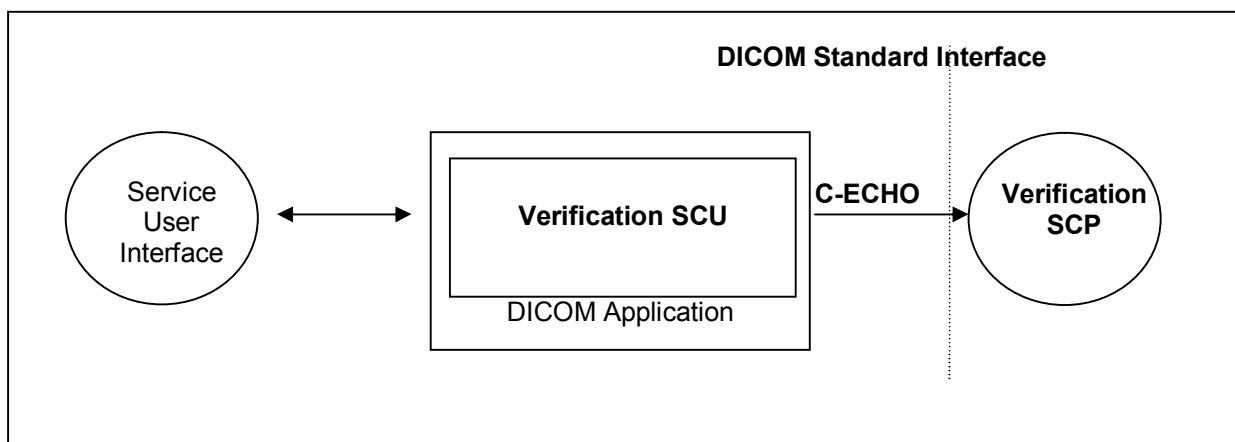 DICOM Standard Interface
Service
User
Interface
Verification SCU
DICOM Application
C-ECHO
Verification
SCP